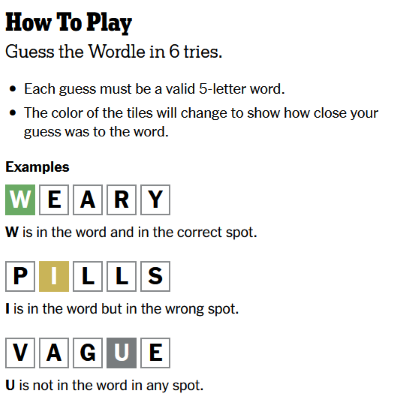 How To Play
Guess the Wordle in 6 tries.
• Each guess must be a valid 5-letter word.
• The color of the tiles will change to show how close your
guess was to the word.
Examples
W E A R Y
W is in the word and in the correct spot.
P I L L S
I is in the word but in the wrong spot.
V A G U E
U is not in the word in any spot.